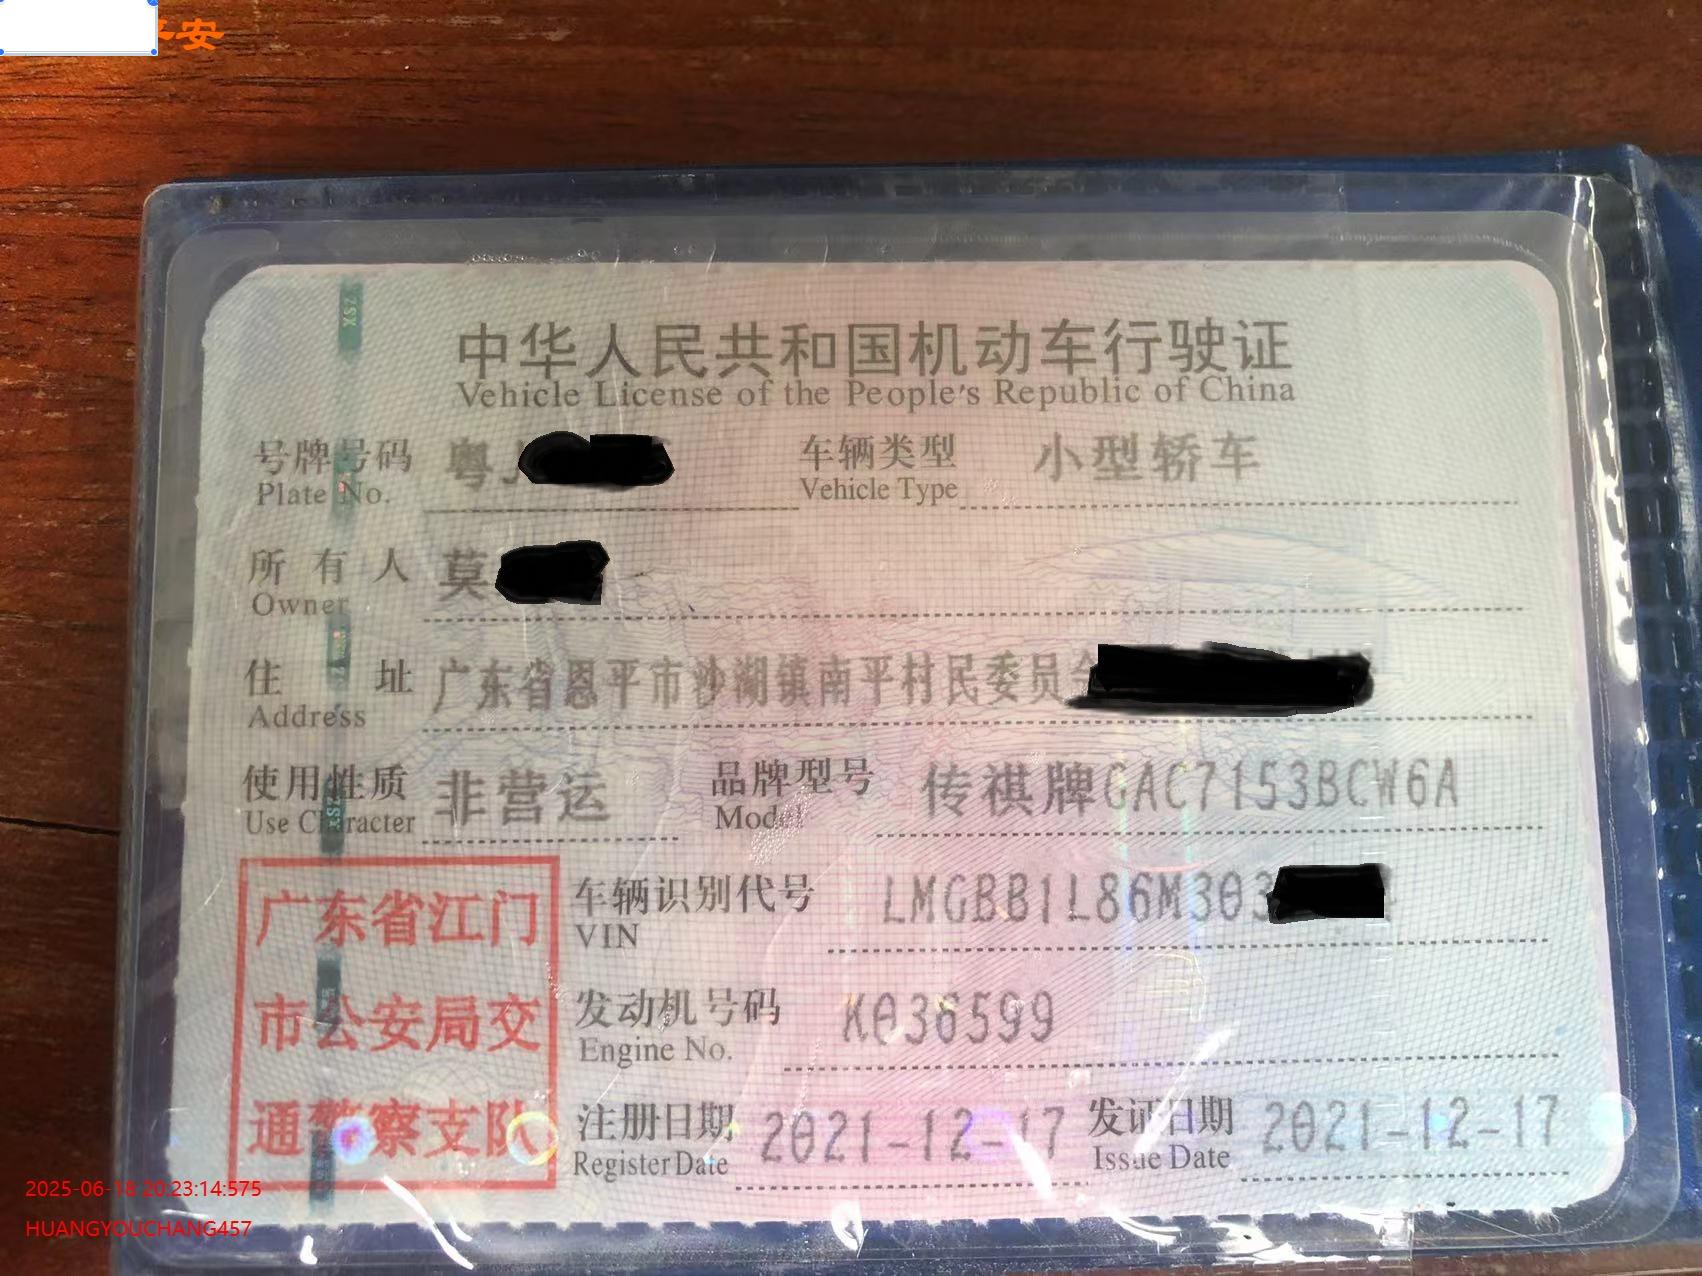 安
中华人民共和国机动车行驶证
Vehicle License of the People's Republic of China
号牌号码 粤J 车辆类型 小型轿车
Plate No. Vehicle Type
所有人 莫
Owner
住址 广东省恩平市沙湖镇南平村民委员会
Address
使用性质 非营运 品牌型号 传祺牌GAC7153BCW6A
Use Character Model
车辆识别代号 LMGBB1L86M303
VIN
发动机号码 K036599
Engine No.
注册日期 2021-12-17 发证日期 2021-12-17
Register Date Issue Date
广东省江门
市公安局交
通警察支队
2025-06-18 20:23:14:575
HUANGYOUCHANG457